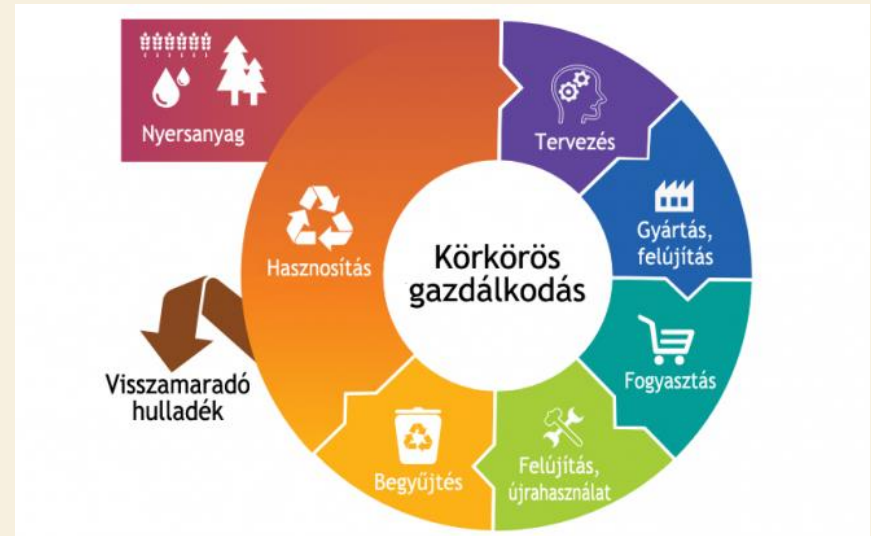 Nyersanyag
Tervezés
Gyártás,
felújítás
Fogyasztás
Felújítás,
újrahasználat
Begyűjtés
Hasznosítás
Visszamaradó
hulladék
Körkörös
gazdálkodás